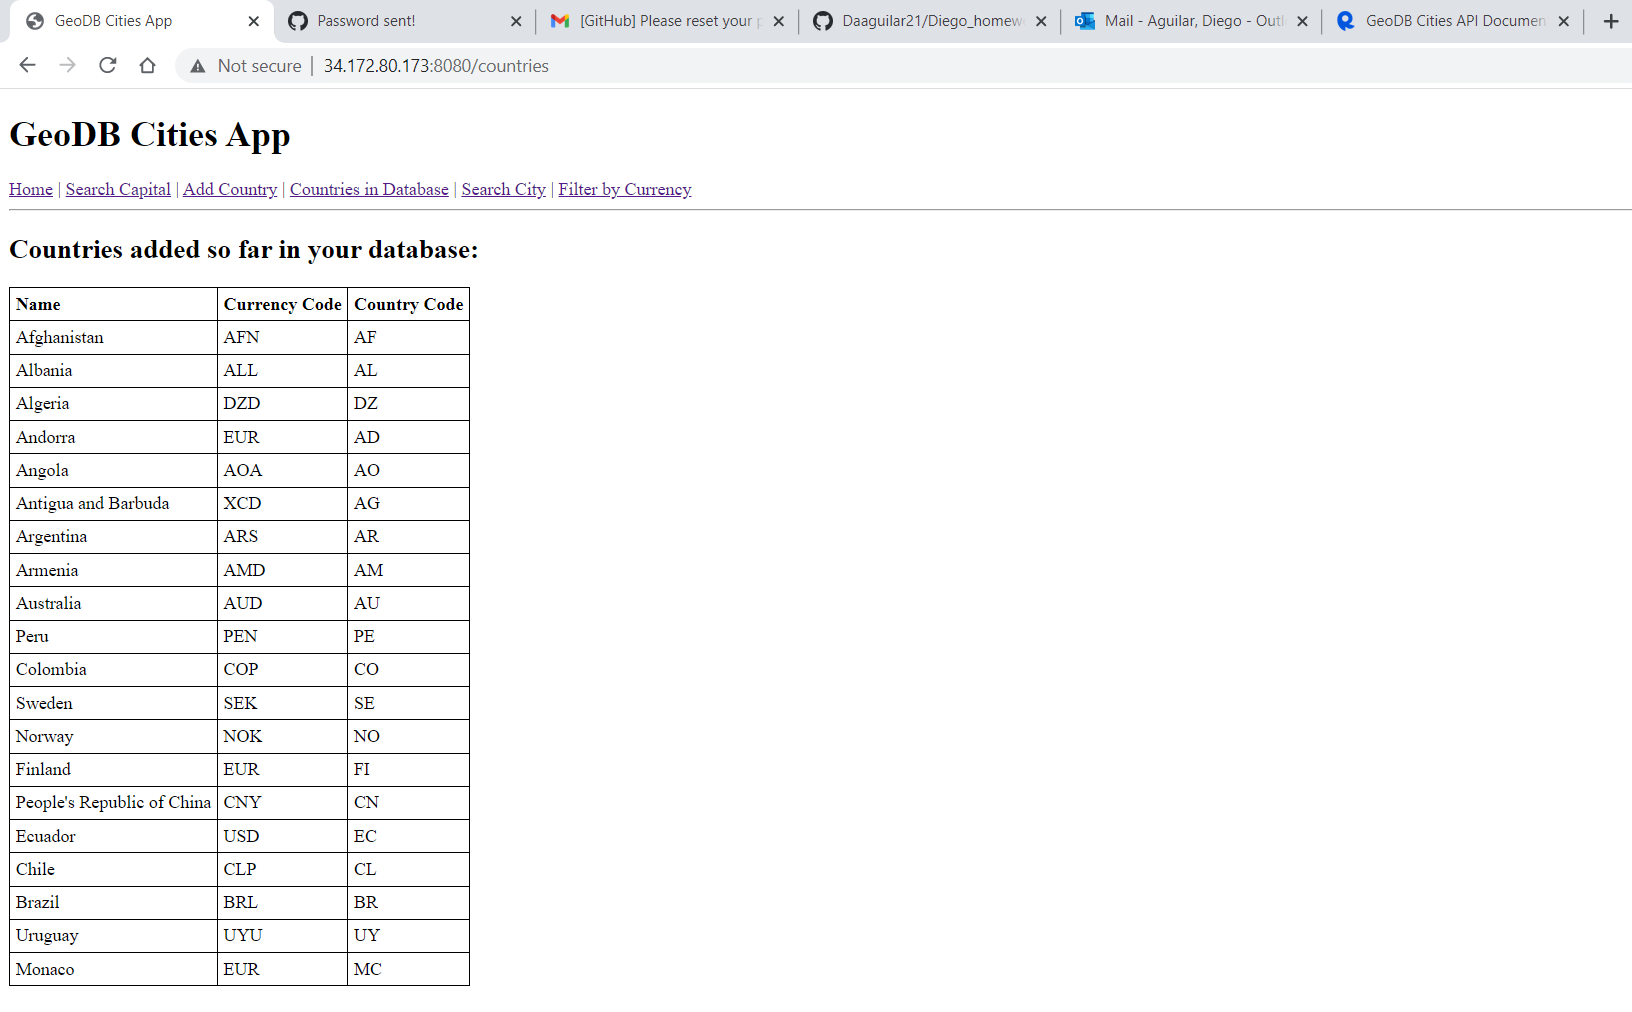 GeoDB Cities App
Password sent!
[GitHub] Please reset your p
Daaguilar21/Diego_homew
Mail - Aguilar, Diego - Outl
GeoDB Cities API Documen
Not secure | 34.172.80.173:8080/countries
GeoDB Cities App
Home | Search Capital | Add Country | Countries in Database | Search City | Filter by Currency
Countries added so far in your database:
Name Currency Code Country Code
Afghanistan AFN AF
Albania ALL AL
Algeria DZD DZ
Andorra EUR AD
Angola AOA AO
Antigua and Barbuda XCD AG
Argentina ARS AR
Armenia AMD AM
Australia AUD AU
Peru PEN PE
Colombia COP CO
Sweden SEK SE
Norway NOK NO
Finland EUR FI
People's Republic of China CNY CN
Ecuador USD EC
Chile CLP CL
Brazil BRL BR
Uruguay UYU UY
Monaco EUR MC